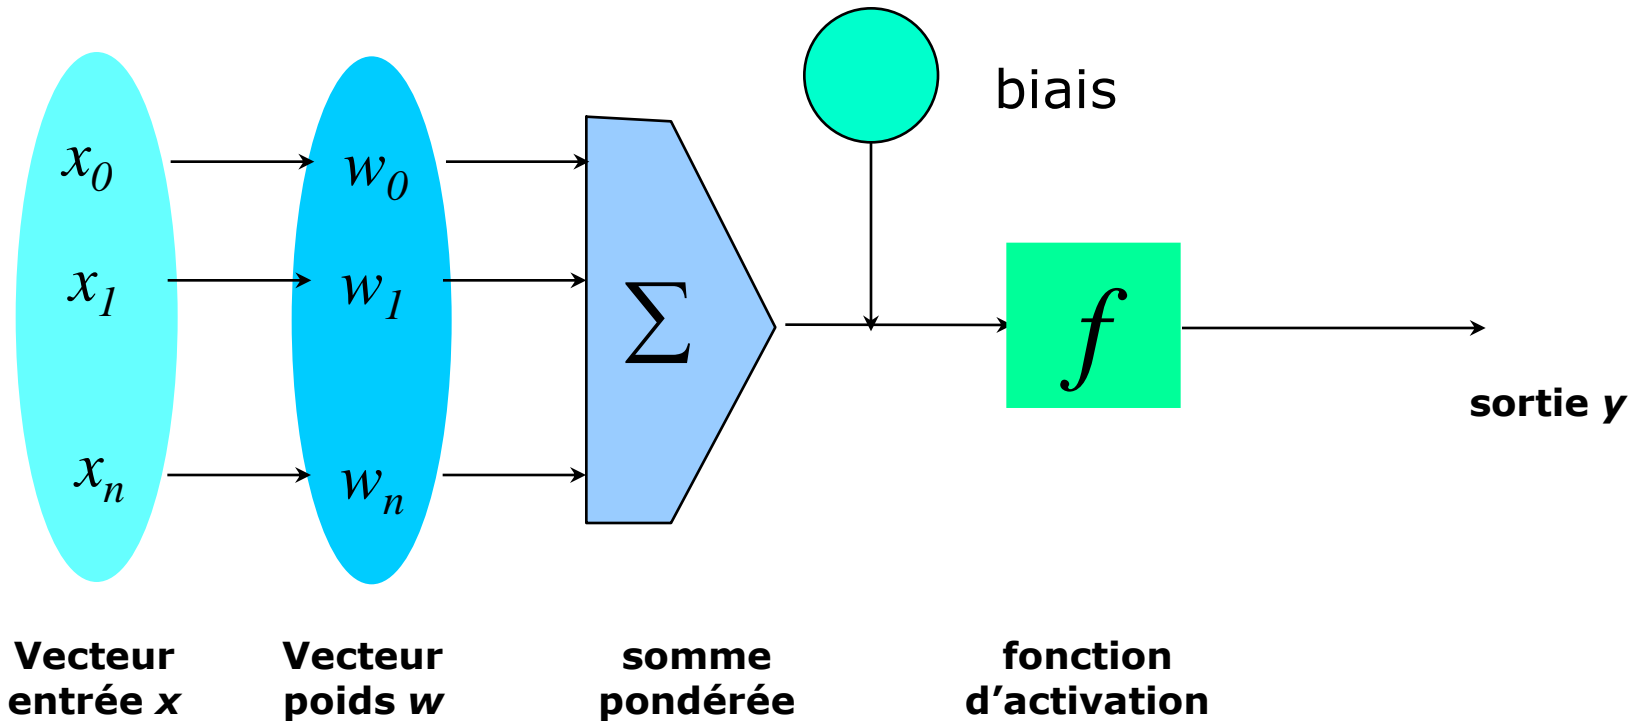 biais
x0 w0
x1 w1
Σ
f
sortie y
xn wn
Vecteur entrée x
Vecteur poids w
somme pondérée
fonction d’activation